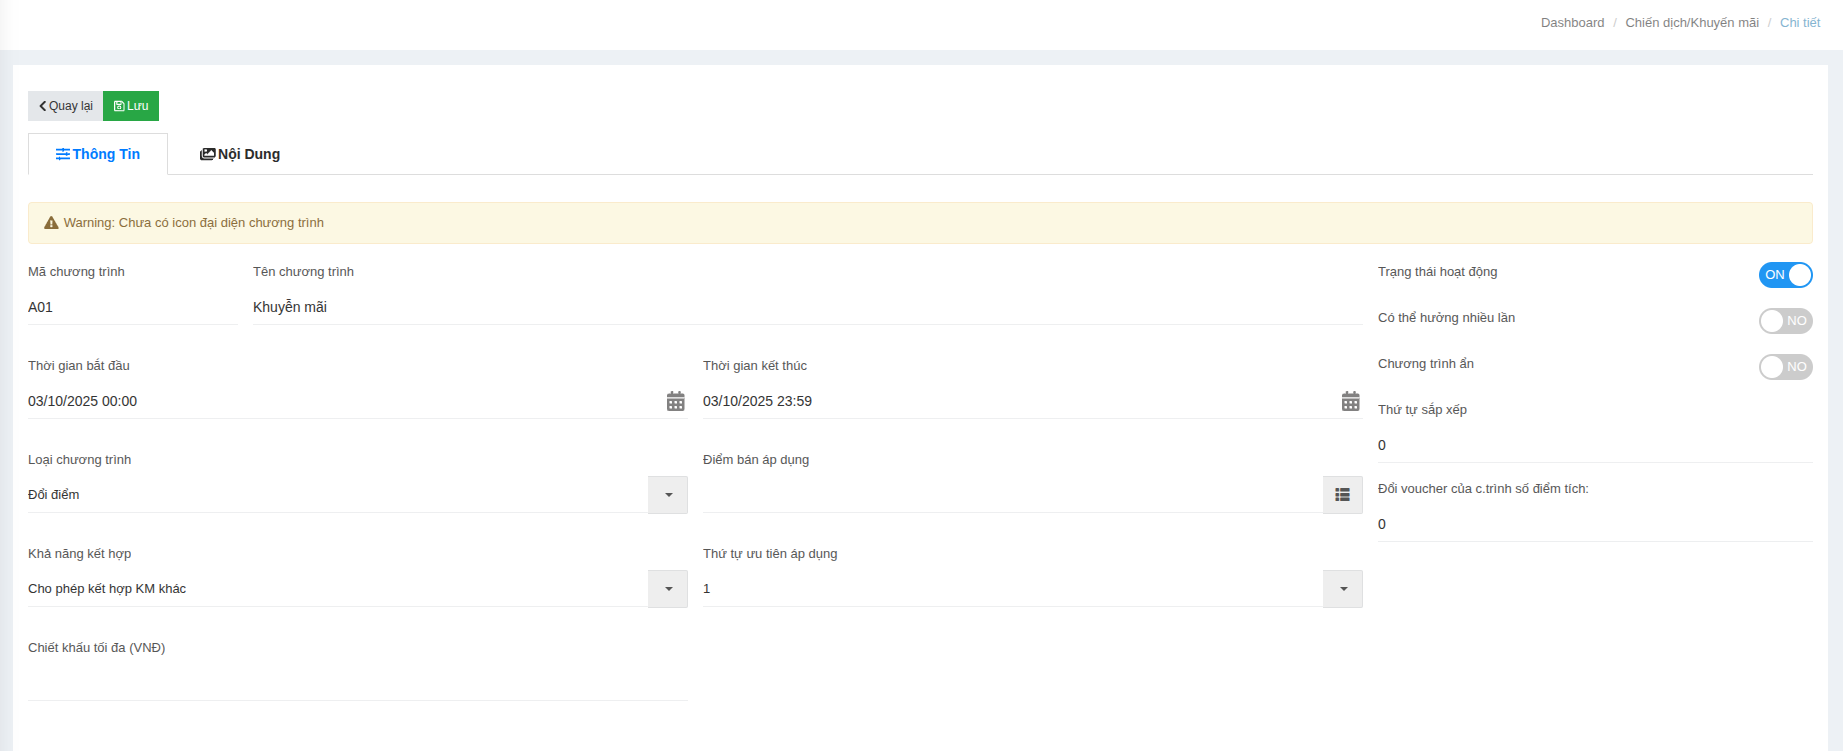 Dashboard / Chiến dịch/Khuyến mãi / Chi tiết
Quay lại Lưu
Thông Tin Nội Dung
Warning: Chưa có icon đại diện chương trình
Mã chương trình Tên chương trình Trạng thái hoạt động ON
A01 Khuyễn mãi
Có thể hưởng nhiều lần NO
Thời gian bắt đầu Thời gian kết thúc Chương trình ẩn NO
03/10/2025 00:00 03/10/2025 23:59
Thứ tự sắp xếp
0
Loại chương trình Điểm bán áp dụng
Đổi điểm
Đổi voucher của c.trình số điểm tích:
0
Khả năng kết hợp Thứ tự ưu tiên áp dụng
Cho phép kết hợp KM khác 1
Chiết khấu tối đa (VNĐ)